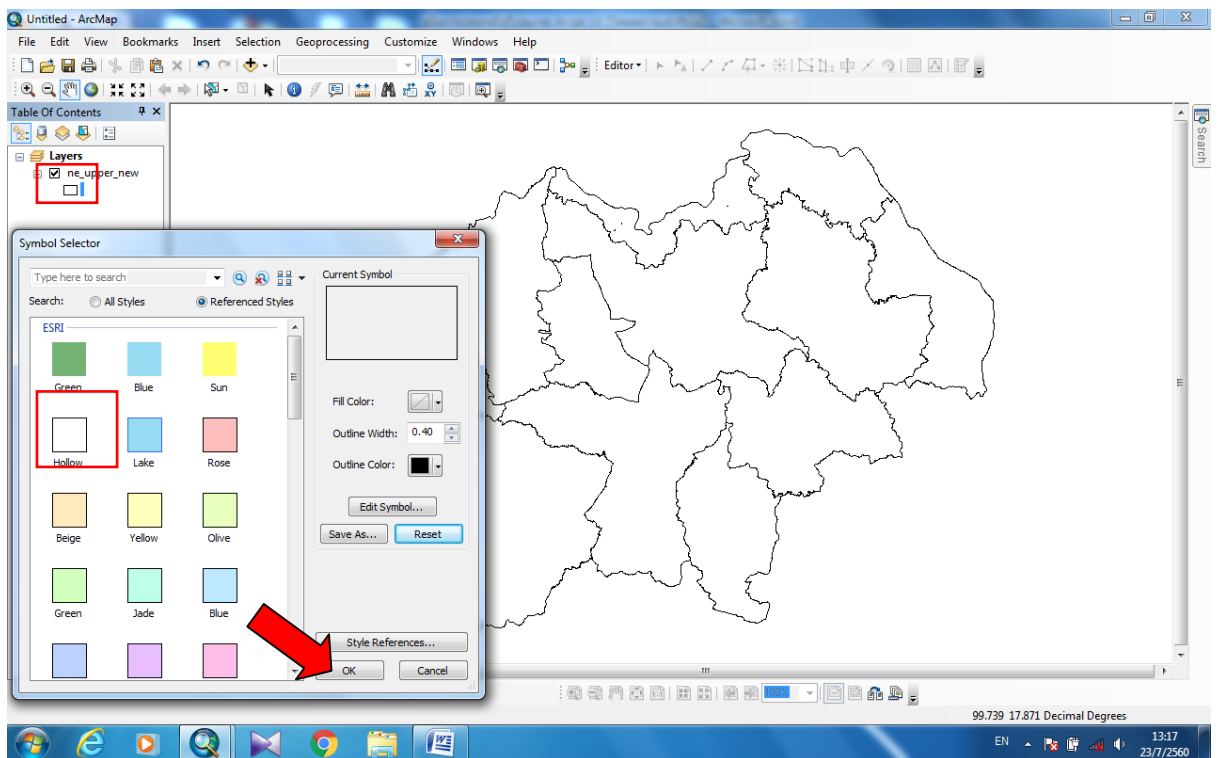 Untitled - ArcMap
File Edit View Bookmarks Insert Selection Geoprocessing Customize Windows Help
Editor
Table Of Contents
Search
Layers
ne_upper_new
Symbol Selector
Type here to search
Current Symbol
Search: All Styles Referenced Styles
ESRI
Green Blue Sun
Fill Color:
Outline Width: 0.40
Hollow Lake Rose
Outline Color:
Edit Symbol...
Beige Yellow Olive
Save As... Reset
Green Jade Blue
Style References...
OK Cancel
100%
99.739 17.871 Decimal Degrees
EN
13:17
23/7/2560